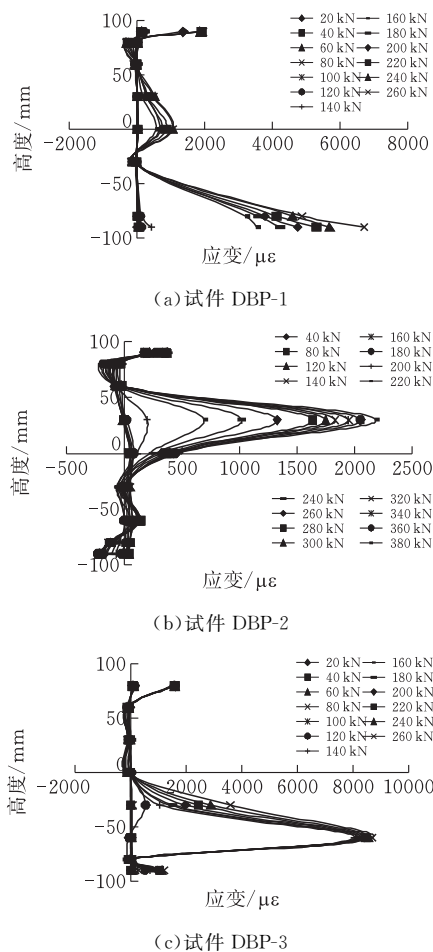 100
50
0
-50
-100
-2000
2000
4000
6000
8000
高度/mm
应变/με
20 kN
40 kN
60 kN
80 kN
100 kN
120 kN
140 kN
160 kN
180 kN
200 kN
220 kN
240 kN
260 kN
(a)试件 DBP-1
100
50
0
-50
-100
-500
500
1000
1500
2000
2500
高度/mm
应变/με
40 kN
80 kN
120 kN
140 kN
160 kN
180 kN
200 kN
220 kN
240 kN
260 kN
280 kN
300 kN
320 kN
340 kN
360 kN
380 kN
(b)试件 DBP-2
100
50
0
-50
-100
-2000
2000
4000
6000
8000
10000
高度/mm
应变/με
20 kN
40 kN
60 kN
80 kN
100 kN
120 kN
140 kN
160 kN
180 kN
200 kN
220 kN
240 kN
260 kN
(c)试件 DBP-3